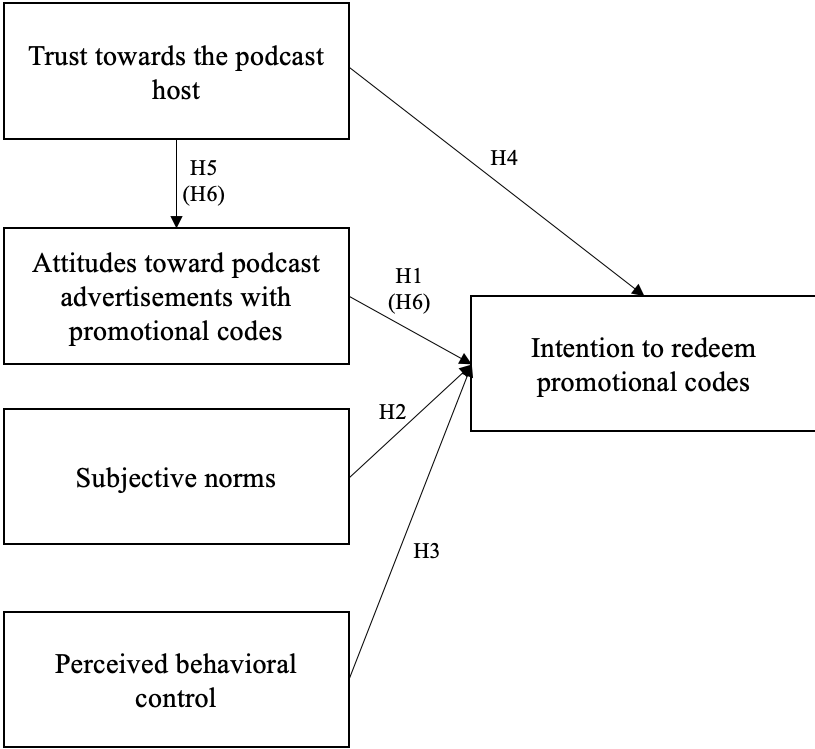 Trust towards the podcast
host
H4
H5
(H6)
Attitudes toward podcast
advertisements with
promotional codes
H1
(H6)
Intention to redeem
promotional codes
H2
Subjective norms
H3
Perceived behavioral
control